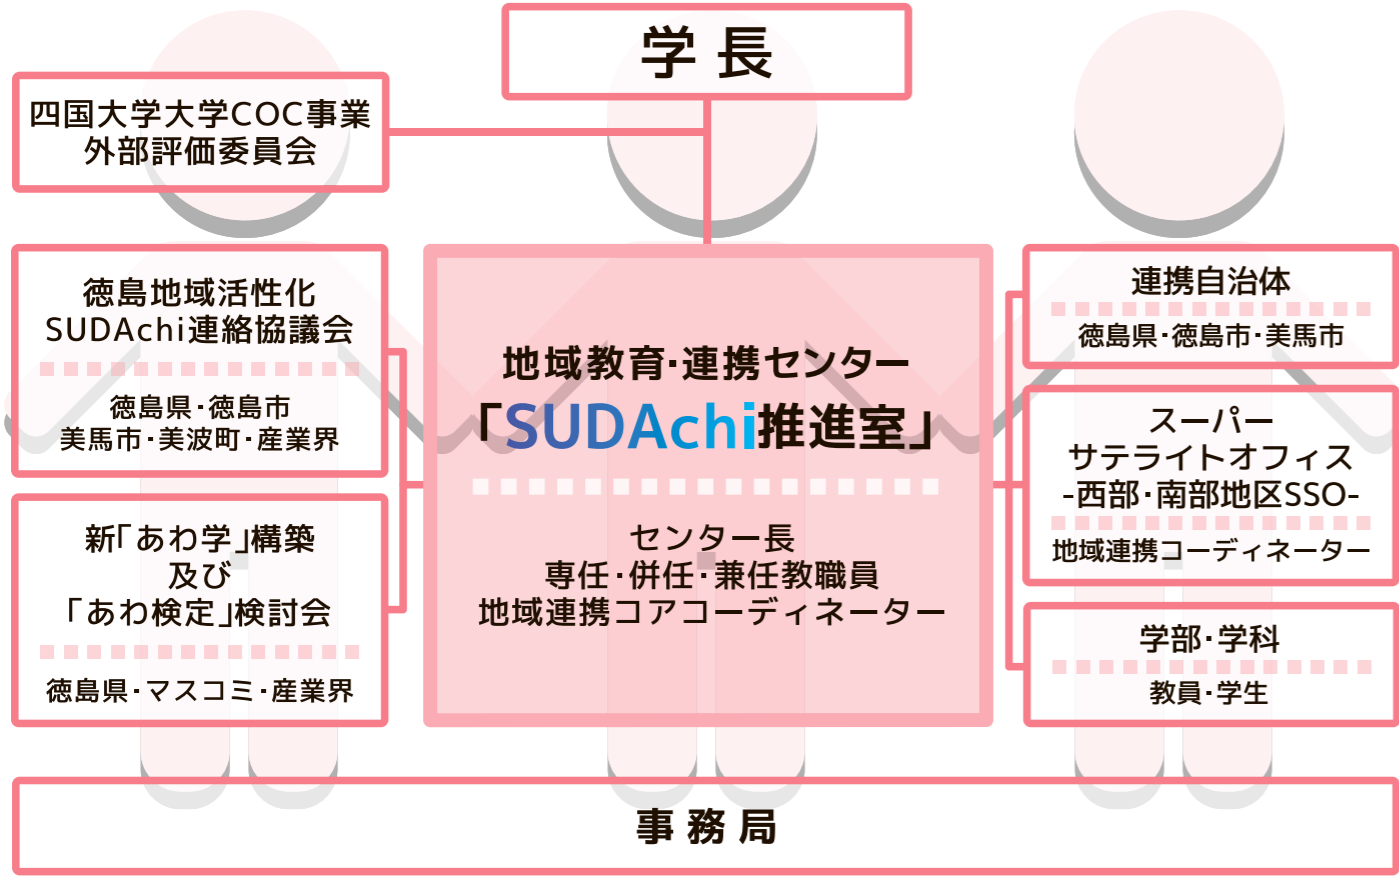 学長
四国大学大学COC事業
外部評価委員会
徳島地域活性化
SUDAchi連絡協議会
徳島県・徳島市
美馬市・美波町・産業界
新「あわ学」構築
及び
「あわ検定」検討会
徳島県・マスコミ・産業界
地域教育・連携センター
「SUDAchi推進室」
センター長
専任・併任・兼任教職員
地域連携コアコーディネーター
連携自治体
徳島県・徳島市・美馬市
スーパー
サテライトオフィス
-西部・南部地区SSO-
地域連携コーディネーター
学部・学科
教員・学生
事務局